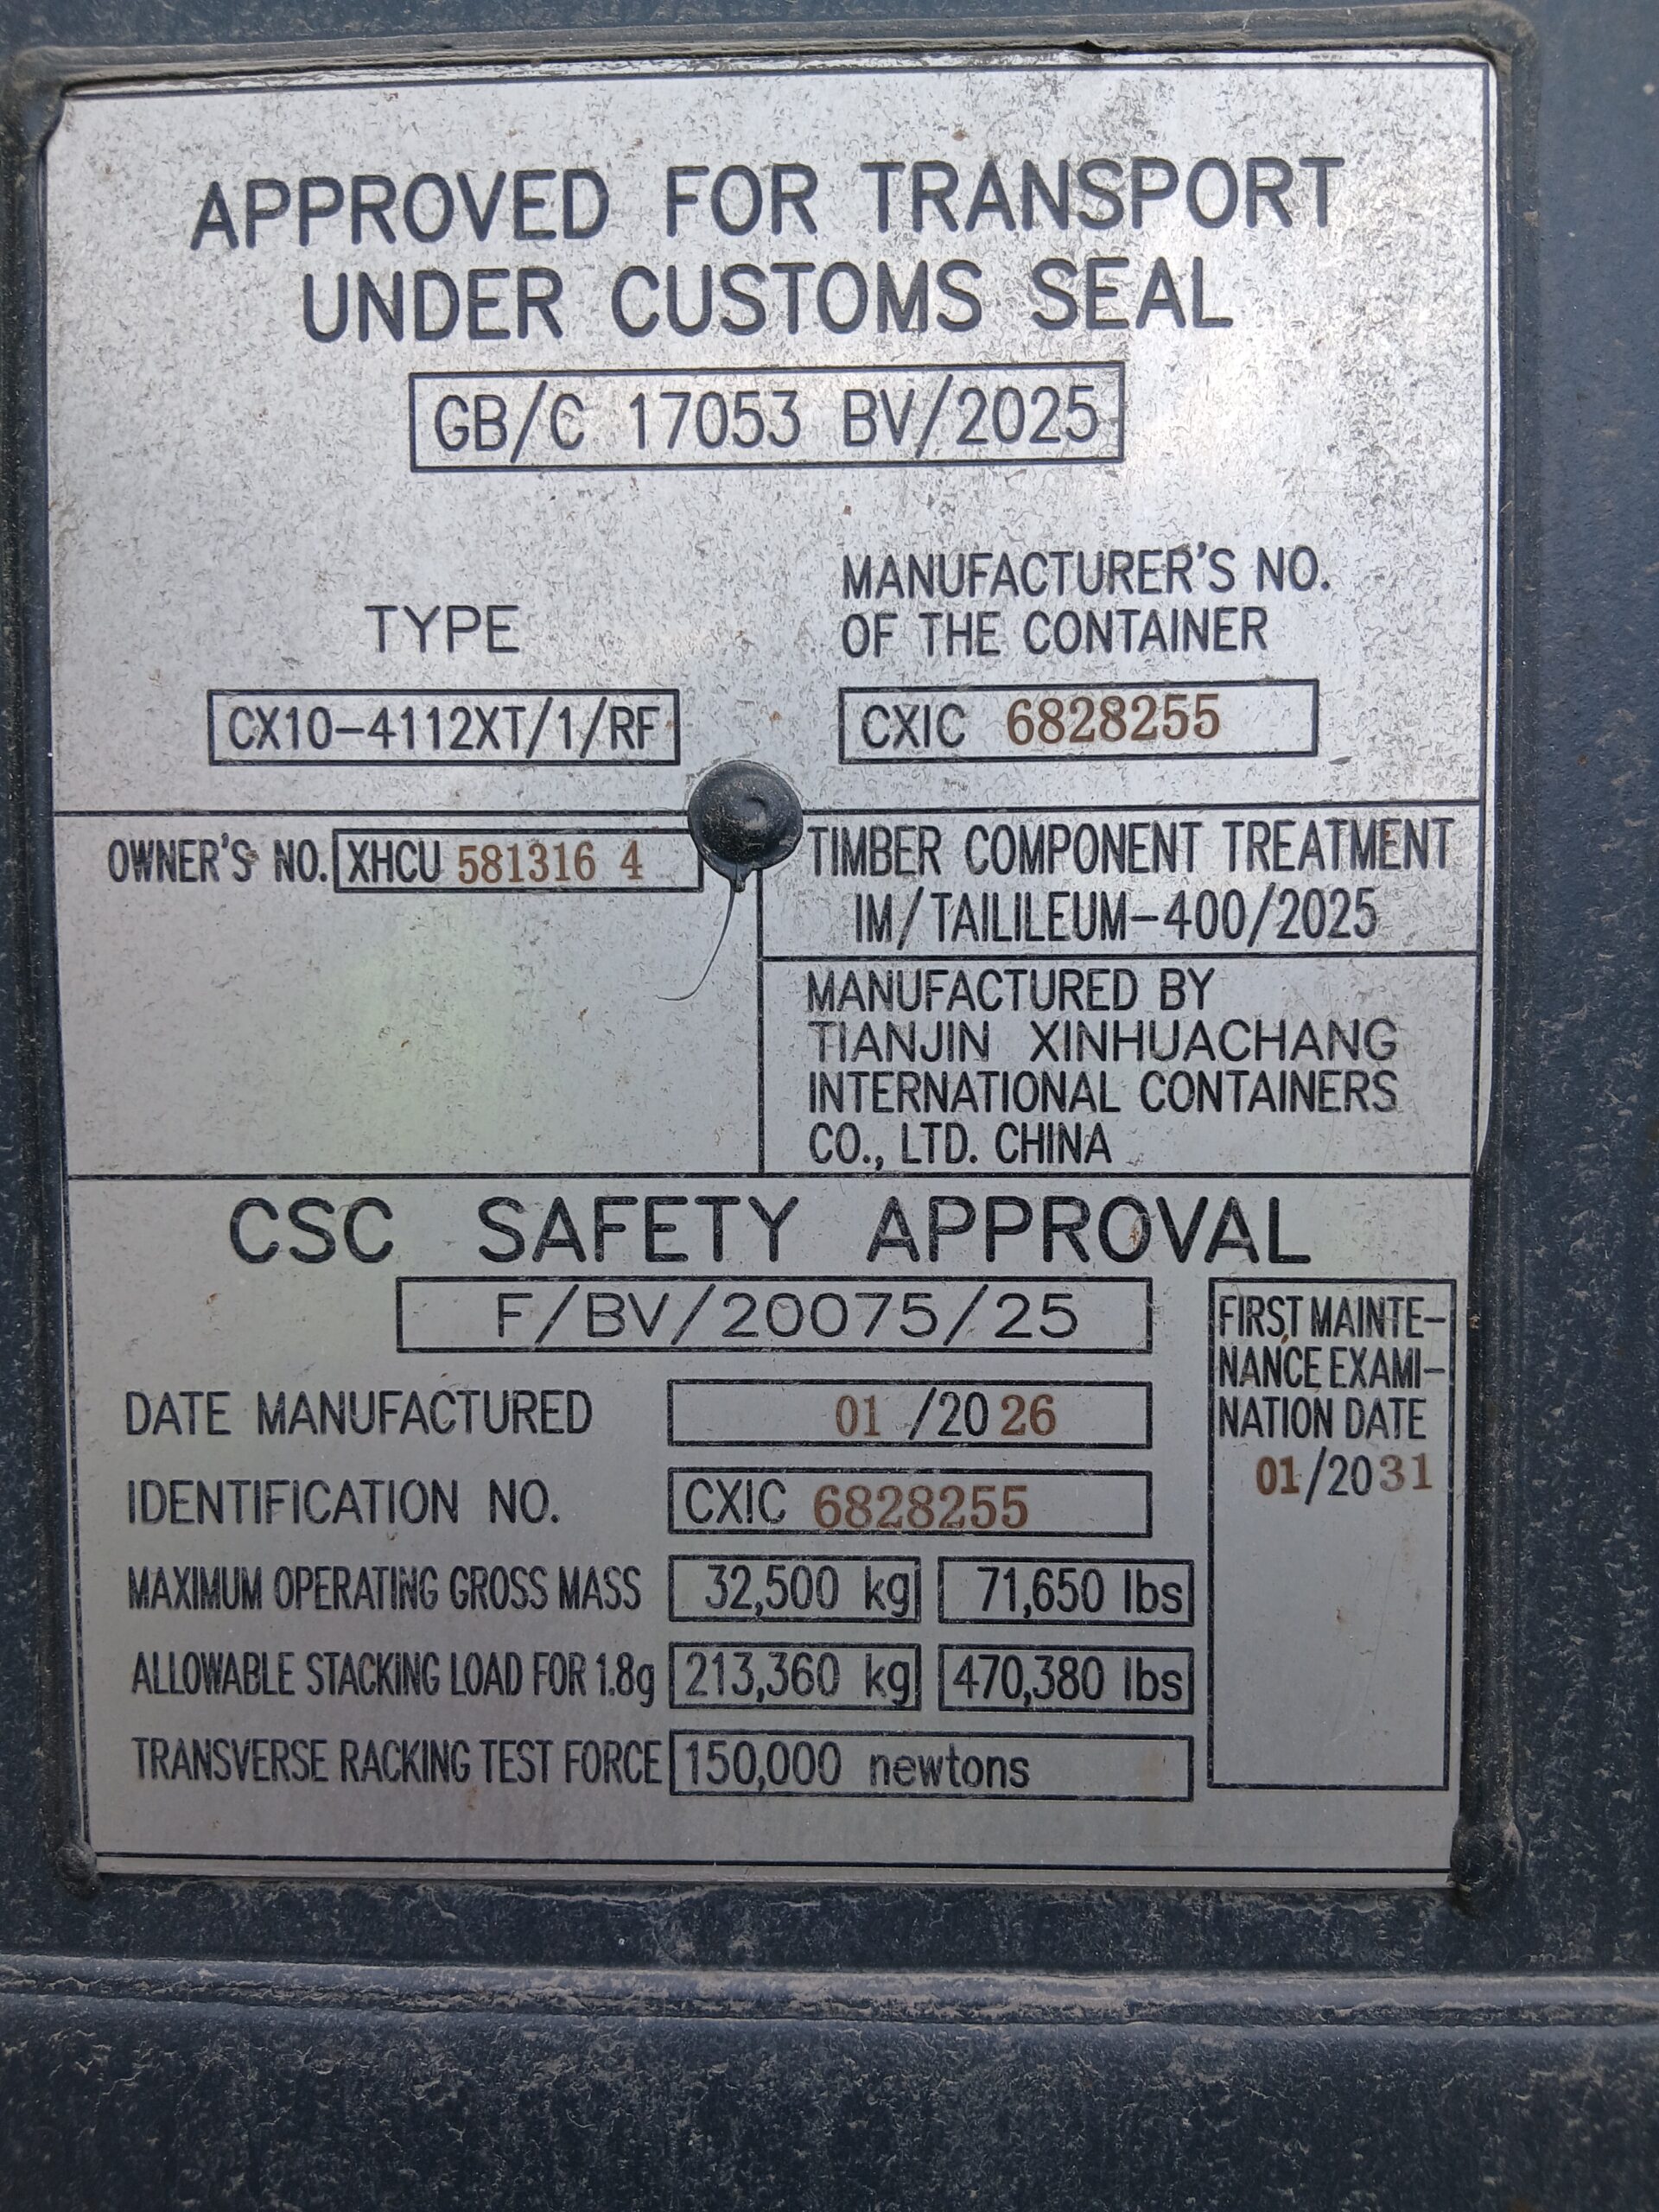 APPROVED FOR TRANSPORT
UNDER CUSTOMS SEAL
GB/C 17053 BV/2025
TYPE
CX10-4112XT/1/RF
MANUFACTURER'S NO.
OF THE CONTAINER
CXIC 6828255
OWNER'S NO. XHCU 581316 4
TIMBER COMPONENT TREATMENT
IM/TAILILEUM-400/2025
MANUFACTURED BY
TIANJIN XINHUACHANG
INTERNATIONAL CONTAINERS
CO., LTD. CHINA
CSC SAFETY APPROVAL
F/BV/20075/25
DATE MANUFACTURED 01/2026
IDENTIFICATION NO. CXIC 6828255
MAXIMUM OPERATING GROSS MASS 32,500 kg 71,650 lbs
ALLOWABLE STACKING LOAD FOR 1.8g 213,360 kg 470,380 lbs
TRANSVERSE RACKING TEST FORCE 150,000 newtons
FIRST MAINTE-
NANCE EXAMI-
NATION DATE
01/2031